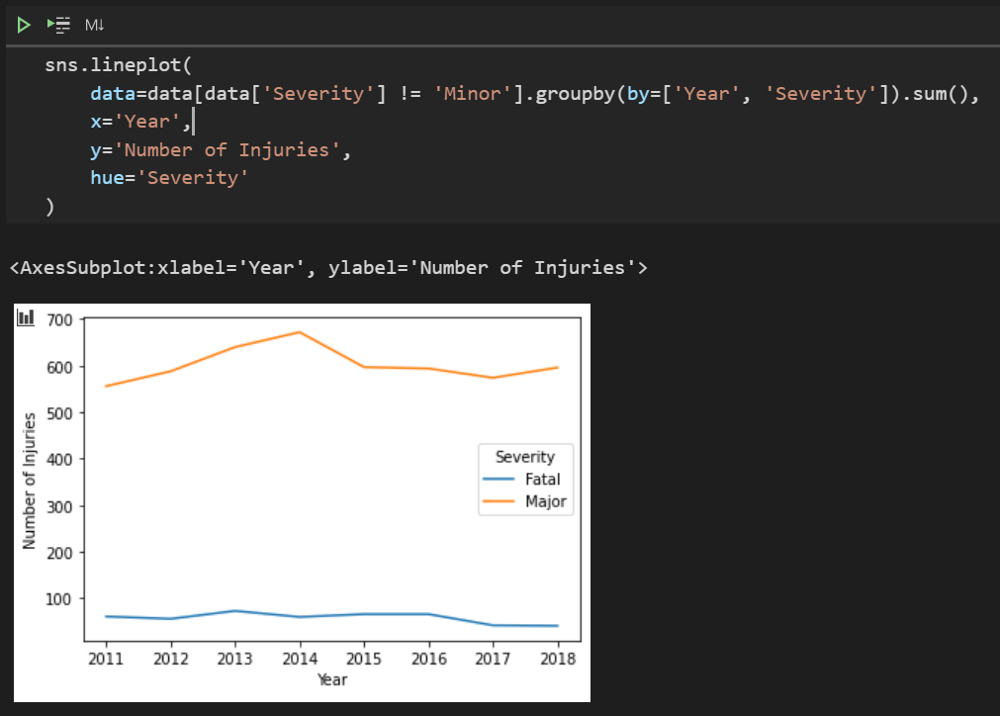 M↓
sns.lineplot(
    data=data[data['Severity'] != 'Minor'].groupby(by=['Year', 'Severity']).sum(),
    x='Year',
    y='Number of Injuries',
    hue='Severity'
)
<AxesSubplot:xlabel='Year', ylabel='Number of Injuries'>
700
600
500
400
300
200
100
Number of Injuries
Severity
Fatal
Major
2011 2012 2013 2014 2015 2016 2017 2018
Year